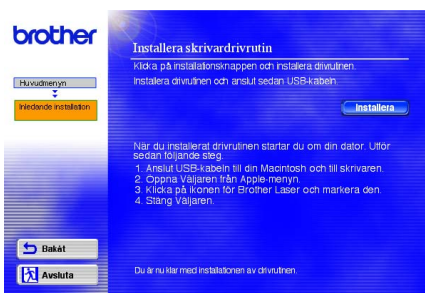 brother
Installera skrivardrivrutin
Klicka på installationsknappen och installera drivrutinen.
Installera drivrutinen och anslut sedan USB-kabeln.
Huvudmenyn
Inledande installation
Installera
När du installerat drivrutinen startar du om din dator. Utför
sedan följande steg.
1. Anslut USB-kabeln till din Macintosh och till skrivaren.
2. Öppna Väljaren från Apple-menyn.
3. Klicka på ikonen för Brother Laser och markera den.
4. Stäng Väljaren.
Bakåt
Avsluta
Du är nu klar med installationen av drivrutinen.